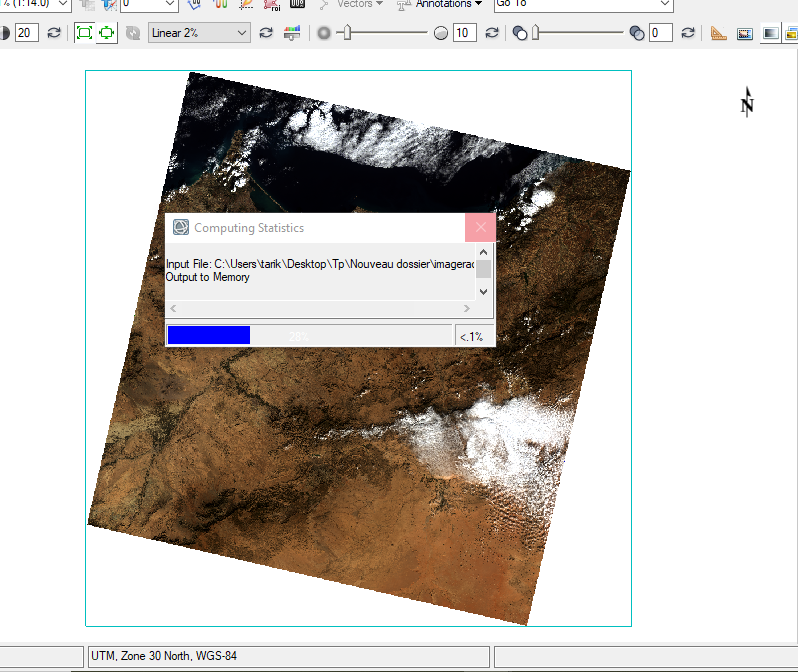 % (1:14.0)
0
Vectors
Annotations
Go To
20
Linear 2%
10
0
N
Computing Statistics
Input File: C:\Users\tarik\Desktop\Tp\Nouveau dossier\imagerac
Output to Memory
29%
<.1%
UTM, Zone 30 North, WGS-84